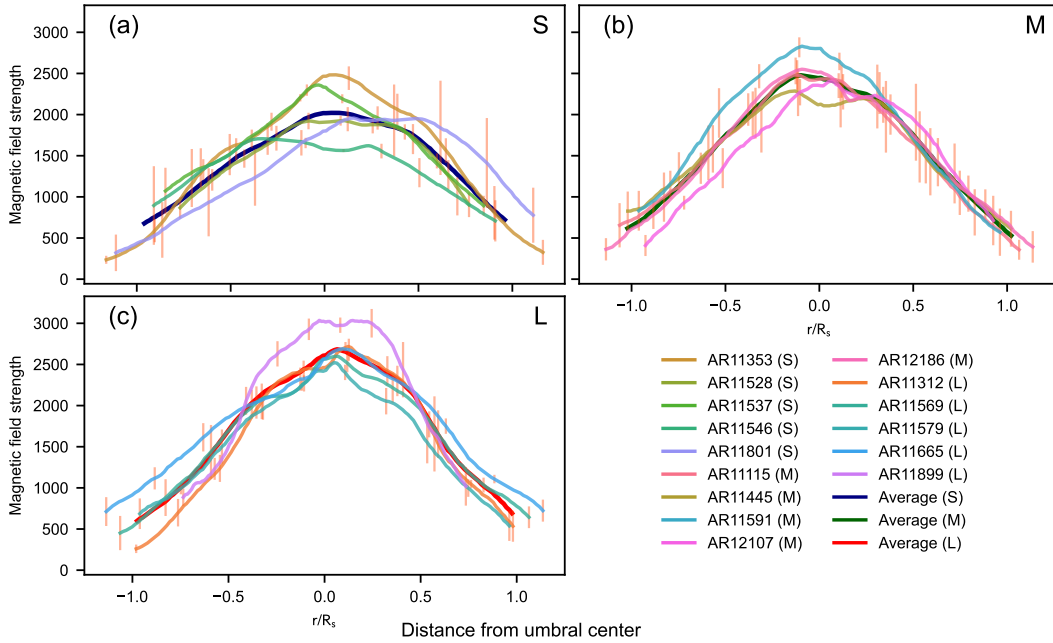 (a) S
(b) M
3000
2500
2000
1500
1000
500
0
Magnetic field strength
−1.0 −0.5 0.0 0.5 1.0
r/Rs
(c) L
3000
2500
2000
1500
1000
500
0
Magnetic field strength
−1.0 −0.5 0.0 0.5 1.0
r/Rs
Distance from umbral center
AR11353 (S)
AR11528 (S)
AR11537 (S)
AR11546 (S)
AR11801 (S)
AR11115 (M)
AR11445 (M)
AR11591 (M)
AR12107 (M)
AR12186 (M)
AR11312 (L)
AR11569 (L)
AR11579 (L)
AR11665 (L)
AR11899 (L)
Average (S)
Average (M)
Average (L)